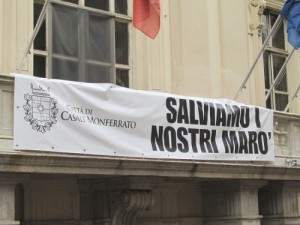 CITTÀ DI
CASALE MONFERRATO
SALVIAMO I
NOSTRI MARO'